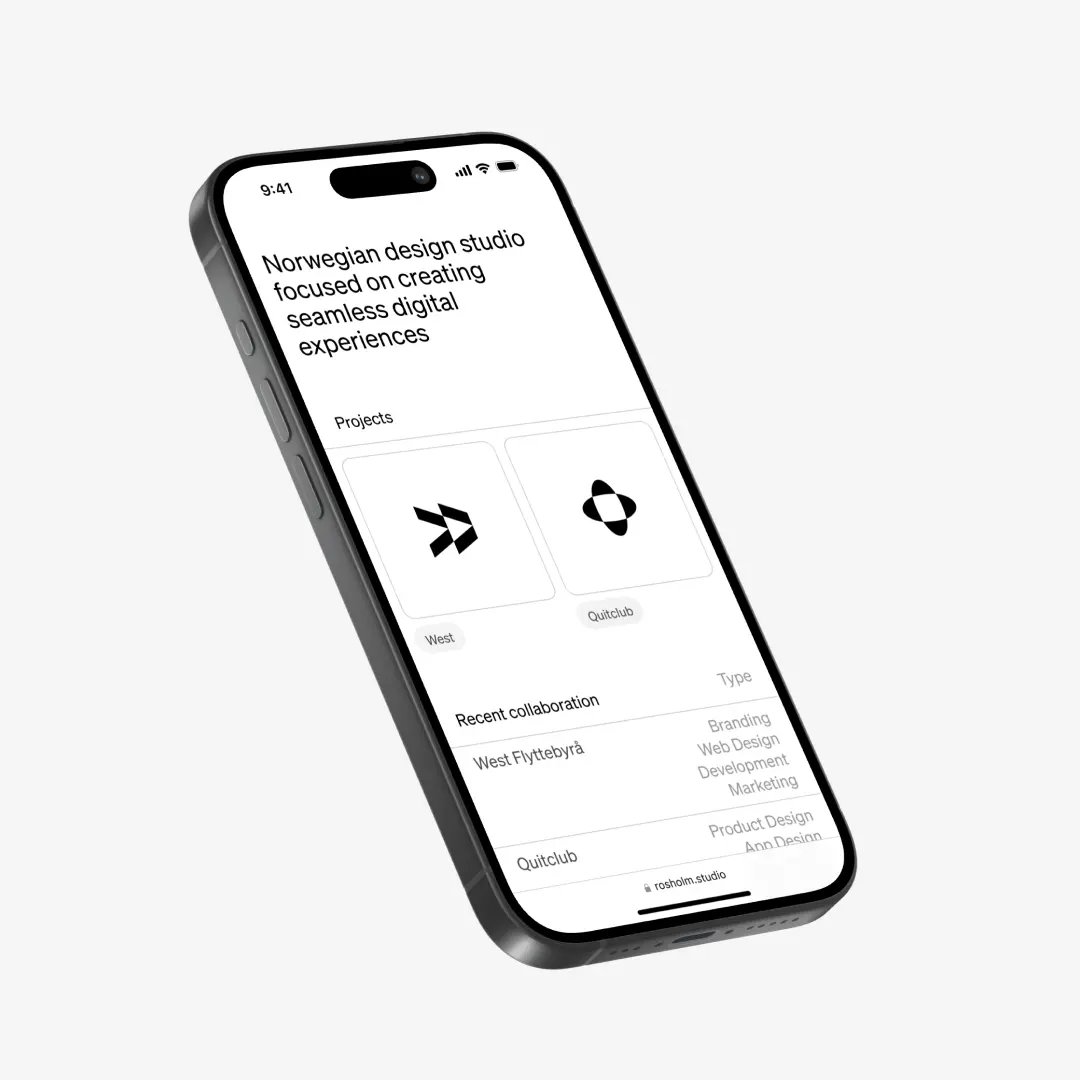 9:41
Norwegian design studio
focused on creating
seamless digital
experiences
Projects
West
Quitclub
Recent collaboration
Type
West Flyttebyrå
Branding
Web Design
Development
Marketing
Quitclub
Product Design
App Design
rosholm.studio